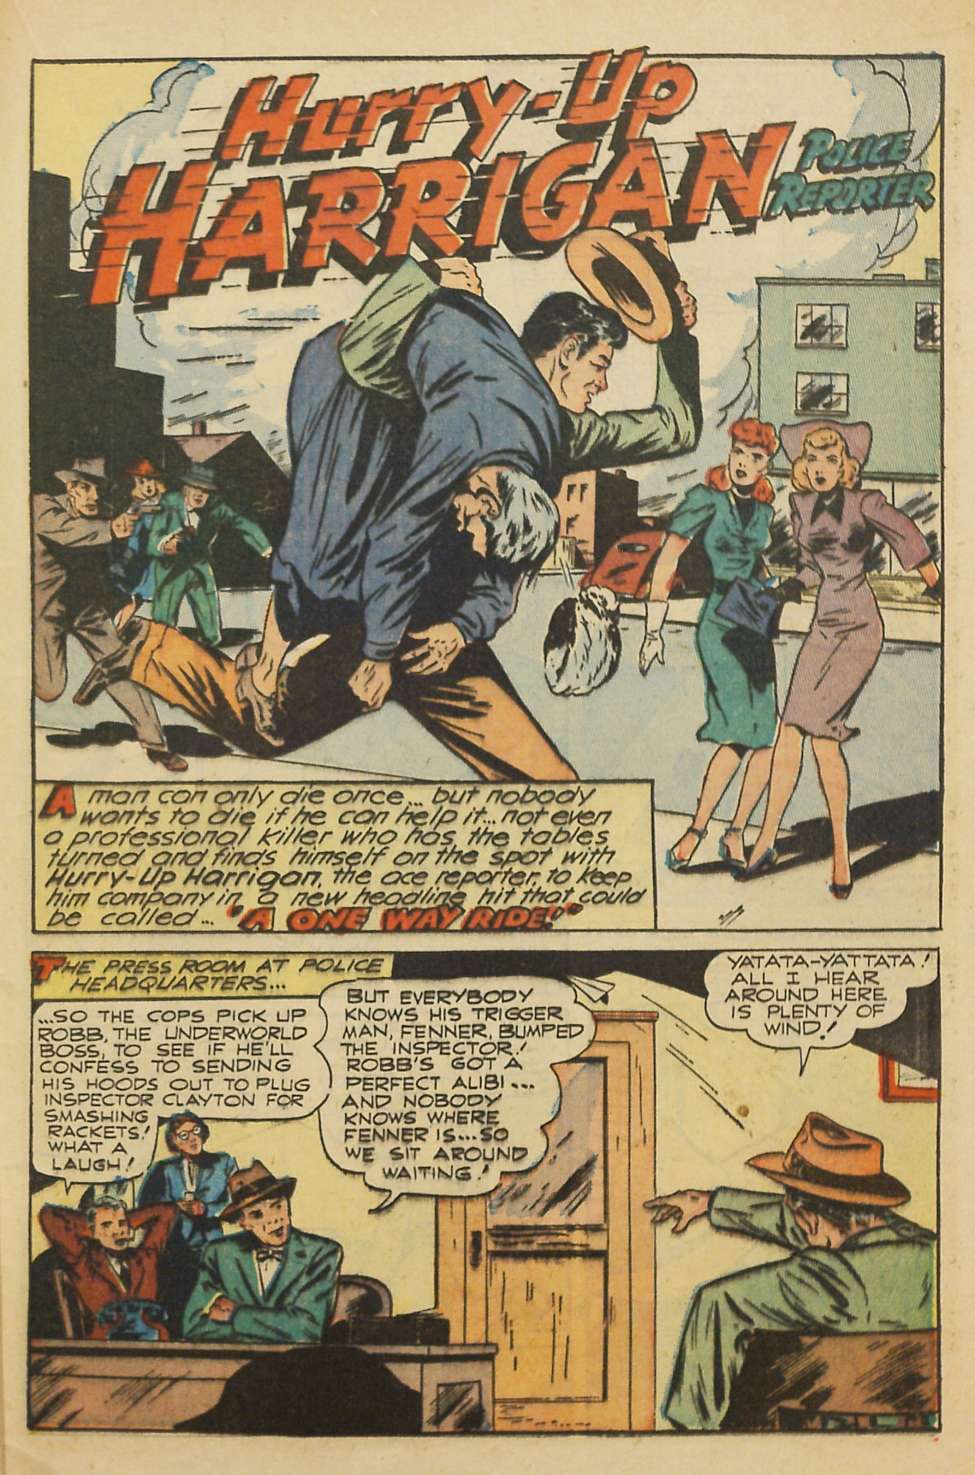 Hurry-Up
HARRIGAN
POLICE
REPORTER
A man can only die once... but nobody
wants to die if he can help it... not even
a professional killer who has the tables
turned and finds himself on the spot with
Hurry-Up Harrigan, the ace reporter, to keep
him company in a new headline hit that could
be called... "A ONE WAY RIDE!"
THE PRESS ROOM AT POLICE
HEADQUARTERS...
...SO THE COPS PICK UP
ROBB, THE UNDERWORLD
BOSS, TO SEE IF HE'LL
CONFESS TO SENDING
HIS HOODS OUT TO PLUG
INSPECTOR CLAYTON FOR
SMASHING
RACKETS!
WHAT A
LAUGH!
BUT EVERYBODY
KNOWS HIS TRIGGER
MAN, FENNER, BUMPED
THE INSPECTOR!
ROBB'S GOT A
PERFECT ALIBI...
AND NOBODY
KNOWS WHERE
FENNER IS...SO
WE SIT AROUND
WAITING!
YATATA-YATTATA!
ALL I HEAR
AROUND HERE
IS PLENTY OF
WIND!